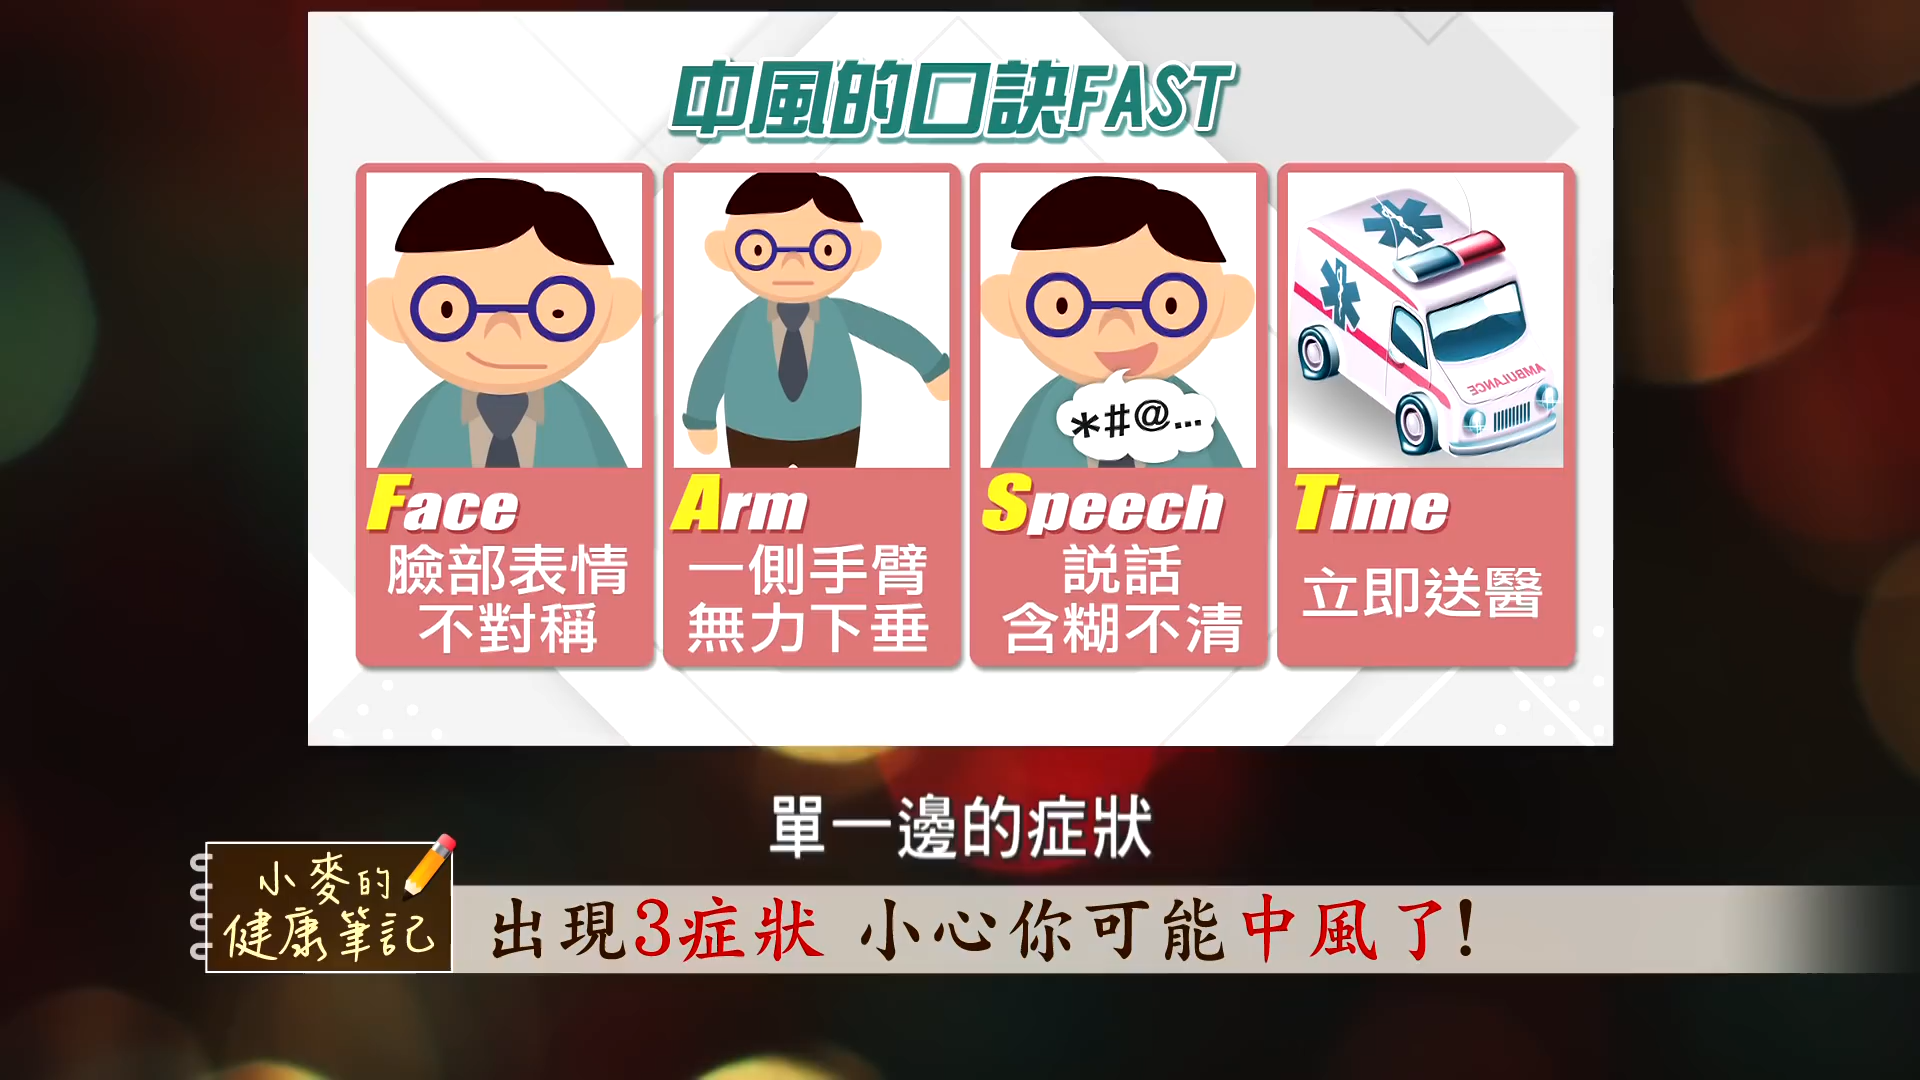 中風的口訣FAST
Face
臉部表情
不對稱
Arm
一側手臂
無力下垂
*#@...
Speech
説話
含糊不清
AMBULANCE
Time
立即送醫
單一邊的症狀
小麥的
健康筆記
出現3症狀 小心你可能中風了!